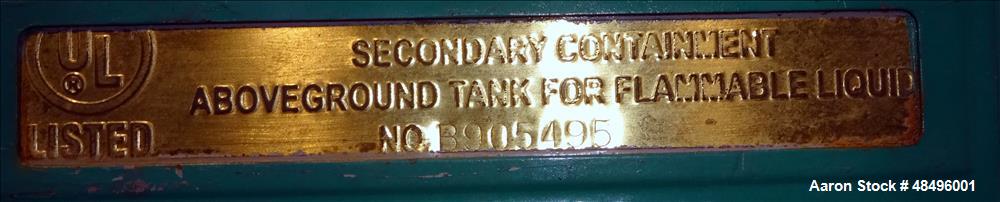 UL
®
LISTED
SECONDARY CONTAINMENT
ABOVEGROUND TANK FOR FLAMMABLE LIQUID
NO. B905495
Aaron Stock # 48496001